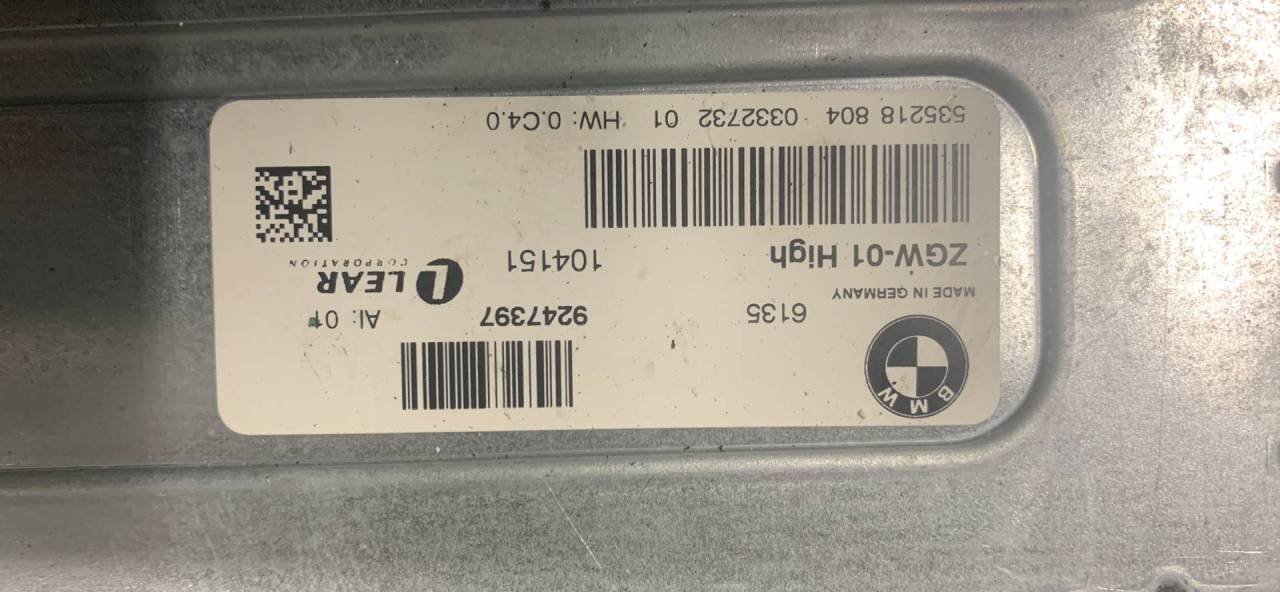 BMW
6135 9247397 AI: 01
MADE IN GERMANY
LEAR
CORPORATION
ZGW-01 High 104151
535218 804 0332732 01 HW: 0.C4.0